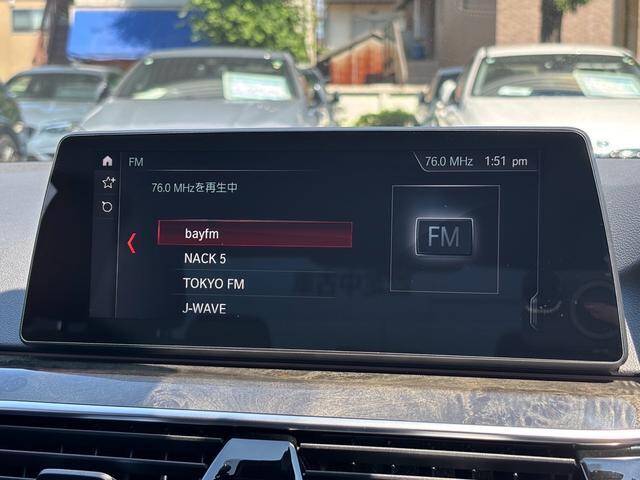 FM
76.0 MHz 1:51 pm
76.0 MHzを再生中
bayfm
NACK 5
TOKYO FM
J-WAVE
FM